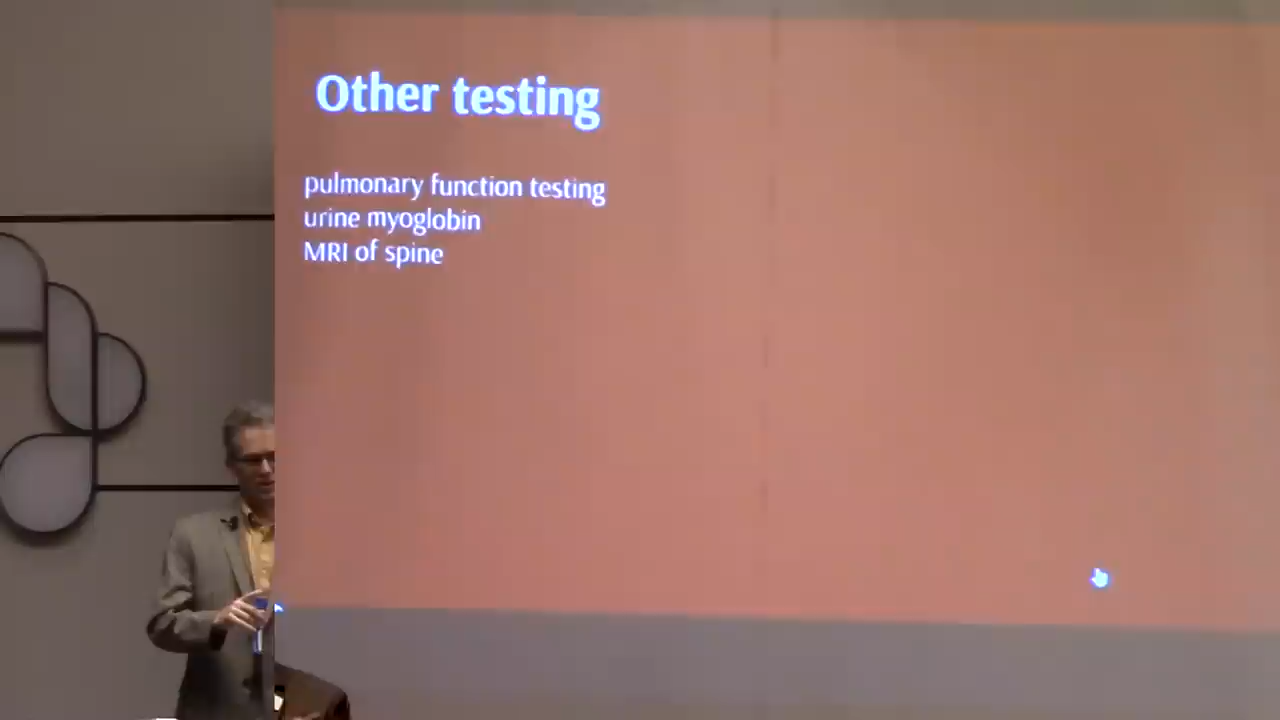 Other testing
pulmonary function testing
urine myoglobin
MRI of spine